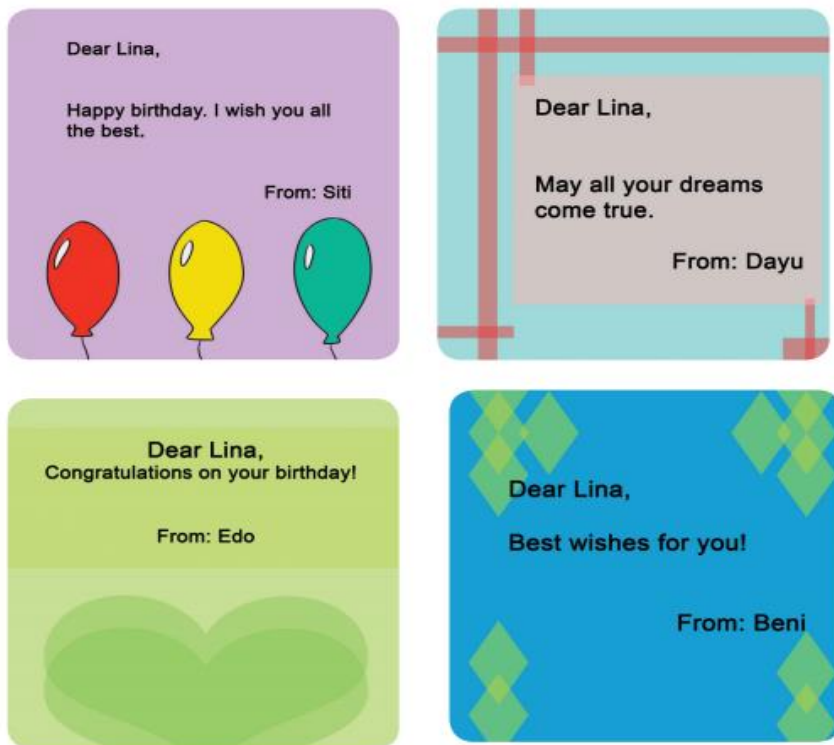 Dear Lina,
Happy birthday. I wish you all
the best.
From: Siti
Dear Lina,
May all your dreams
come true.
From: Dayu
Dear Lina,
Congratulations on your birthday!
From: Edo
Dear Lina,
Best wishes for you!
From: Beni